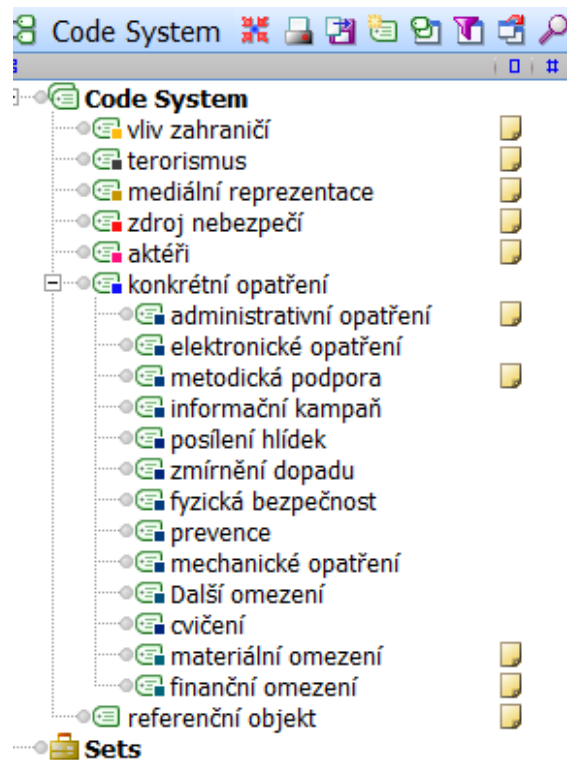 Code System
#
Code System
vliv zahraničí
terorismus
mediální reprezentace
zdroj nebezpečí
aktéři
konkrétní opatření
administrativní opatření
elektronické opatření
metodická podpora
informační kampaň
posílení hlídek
zmírnění dopadu
fyzická bezpečnost
prevence
mechanické opatření
Další omezení
cvičení
materiální omezení
finanční omezení
referenční objekt
Sets